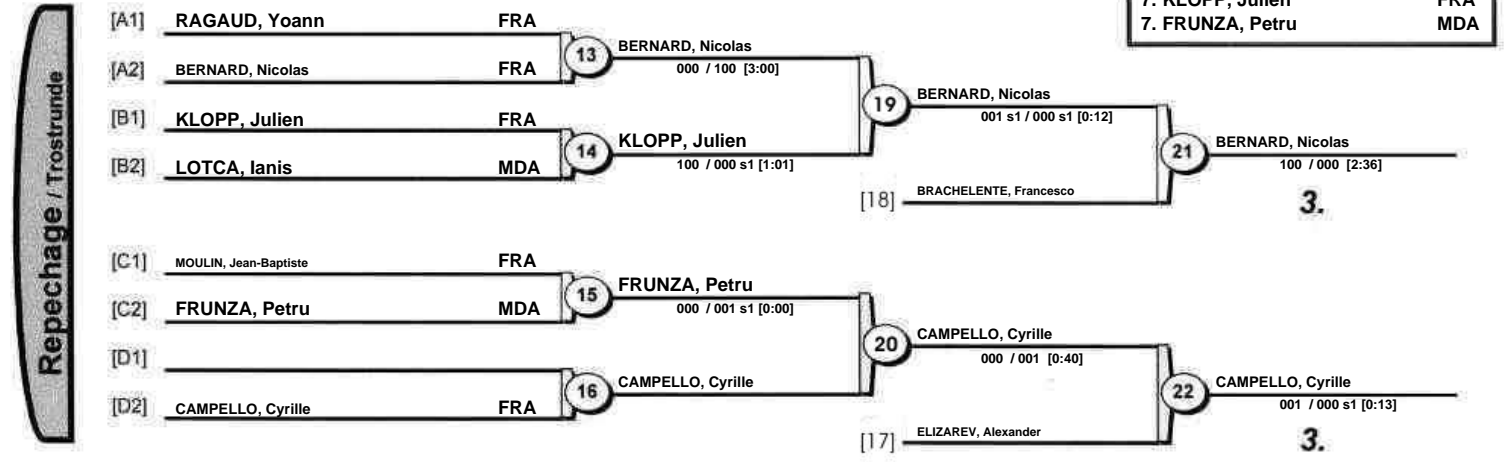 7. KLOPP, Julien FRA
7. FRUNZA, Petru MDA
Repechage / Trostrunde
[A1] RAGAUD, Yoann FRA
13 BERNARD, Nicolas
000 / 100 [3:00]
[A2] BERNARD, Nicolas FRA
19 BERNARD, Nicolas
001 s1 / 000 s1 [0:12]
[B1] KLOPP, Julien FRA
14 KLOPP, Julien
100 / 000 s1 [1:01]
[B2] LOTCA, Ianis MDA
21 BERNARD, Nicolas
100 / 000 [2:36]
[18] BRACHELENTE, Francesco
3.
[C1] MOULIN, Jean-Baptiste FRA
15 FRUNZA, Petru
000 / 001 s1 [0:00]
[C2] FRUNZA, Petru MDA
20 CAMPELLO, Cyrille
000 / 001 [0:40]
[D1]
16 CAMPELLO, Cyrille
[D2] CAMPELLO, Cyrille FRA
22 CAMPELLO, Cyrille
001 / 000 s1 [0:13]
[17] ELIZAREV, Alexander
3.